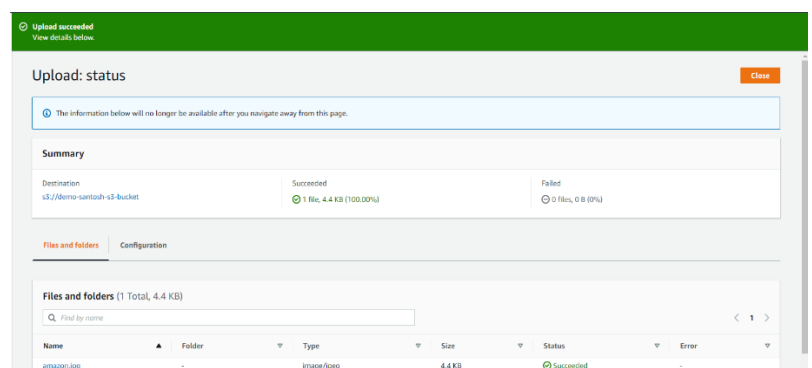 Upload succeeded
View details below.
Upload: status
Close
The information below will no longer be available after you navigate away from this page.
Summary
Destination
Succeeded
Failed
s3://demo-santosh-s3-bucket
1 file, 4.4 KB (100.00%)
0 files, 0 B (0%)
Files and folders
Configuration
Files and folders (1 Total, 4.4 KB)
Find by name
1
Name
Folder
Type
Size
Status
Error
amazon.jpg
-
image/jpeg
4.4 KB
Succeeded
-